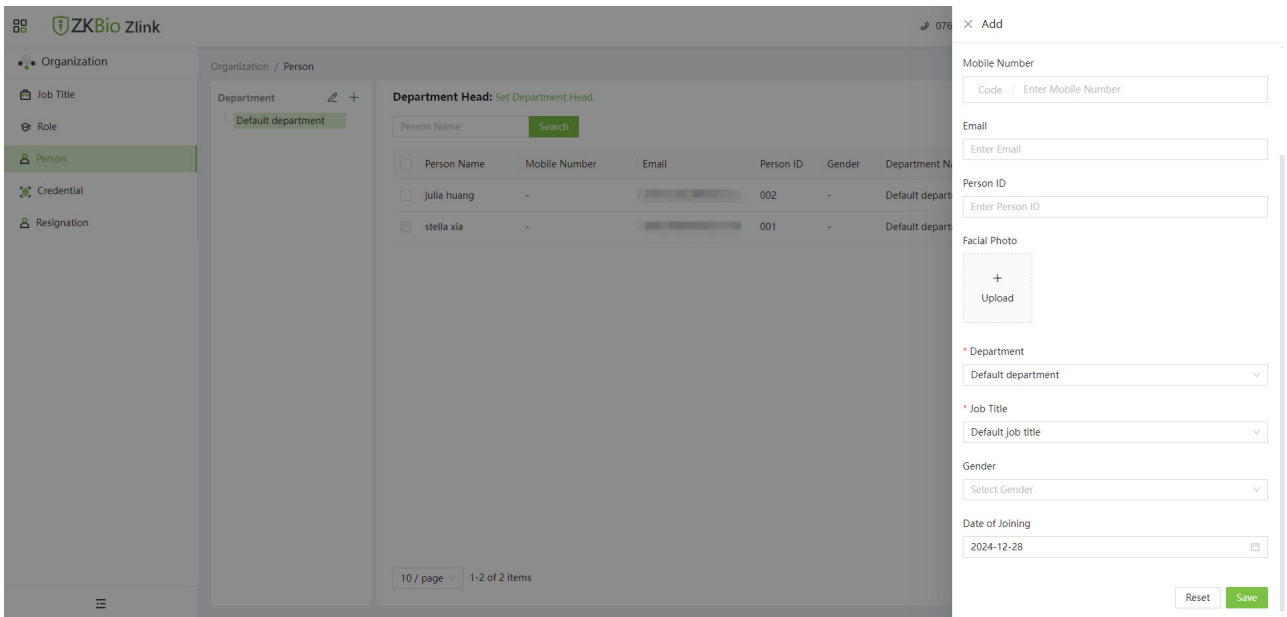 ZKBio Zlink
076
Organization
Job Title
Role
Person
Credential
Resignation
Organization / Person
Department
Default department
Department Head: Set Department Head
Person Name
Search
Person Name Mobile Number Email Person ID Gender Department Na
julia huang - 002 - Default depart
stella xia - 001 - Default depart
10 / page 1-2 of 2 items
Add
Mobile Number
Code Enter Mobile Number
Email
Enter Email
Person ID
Enter Person ID
Facial Photo
+
Upload
* Department
Default department
* Job Title
Default job title
Gender
Select Gender
Date of Joining
2024-12-28
Reset Save